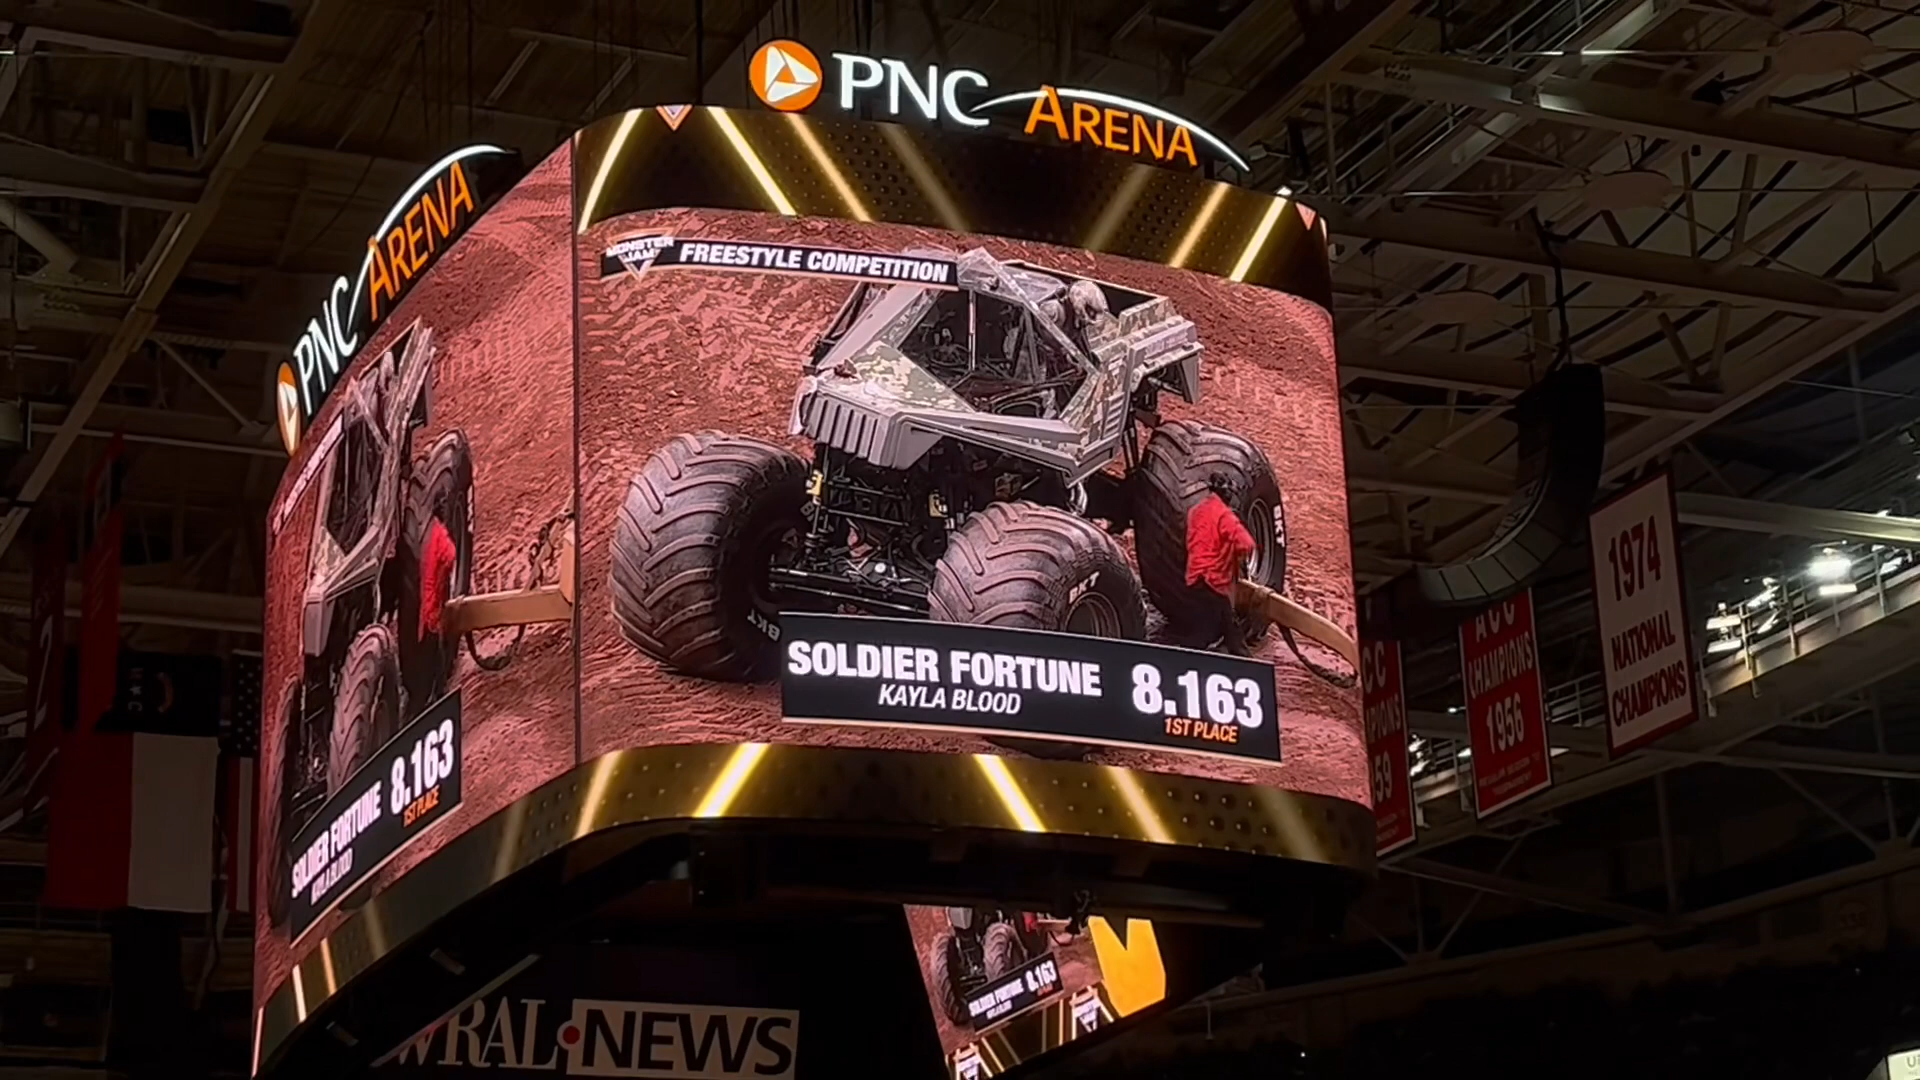 PNC ARENA
PNC ARENA
MONSTER JAM
FREESTYLE COMPETITION
BKT
BKT
BKT
SOLDIER FORTUNE 8.163
KAYLA BLOOD
1ST PLACE
SOLDIER FORTUNE 8.163
KAYLA BLOOD
1ST PLACE
1974
NATIONAL
CHAMPIONS
ACC
CHAMPIONS
1956
59
SOLDIER FORTUNE 8.163
WRAL NEWS